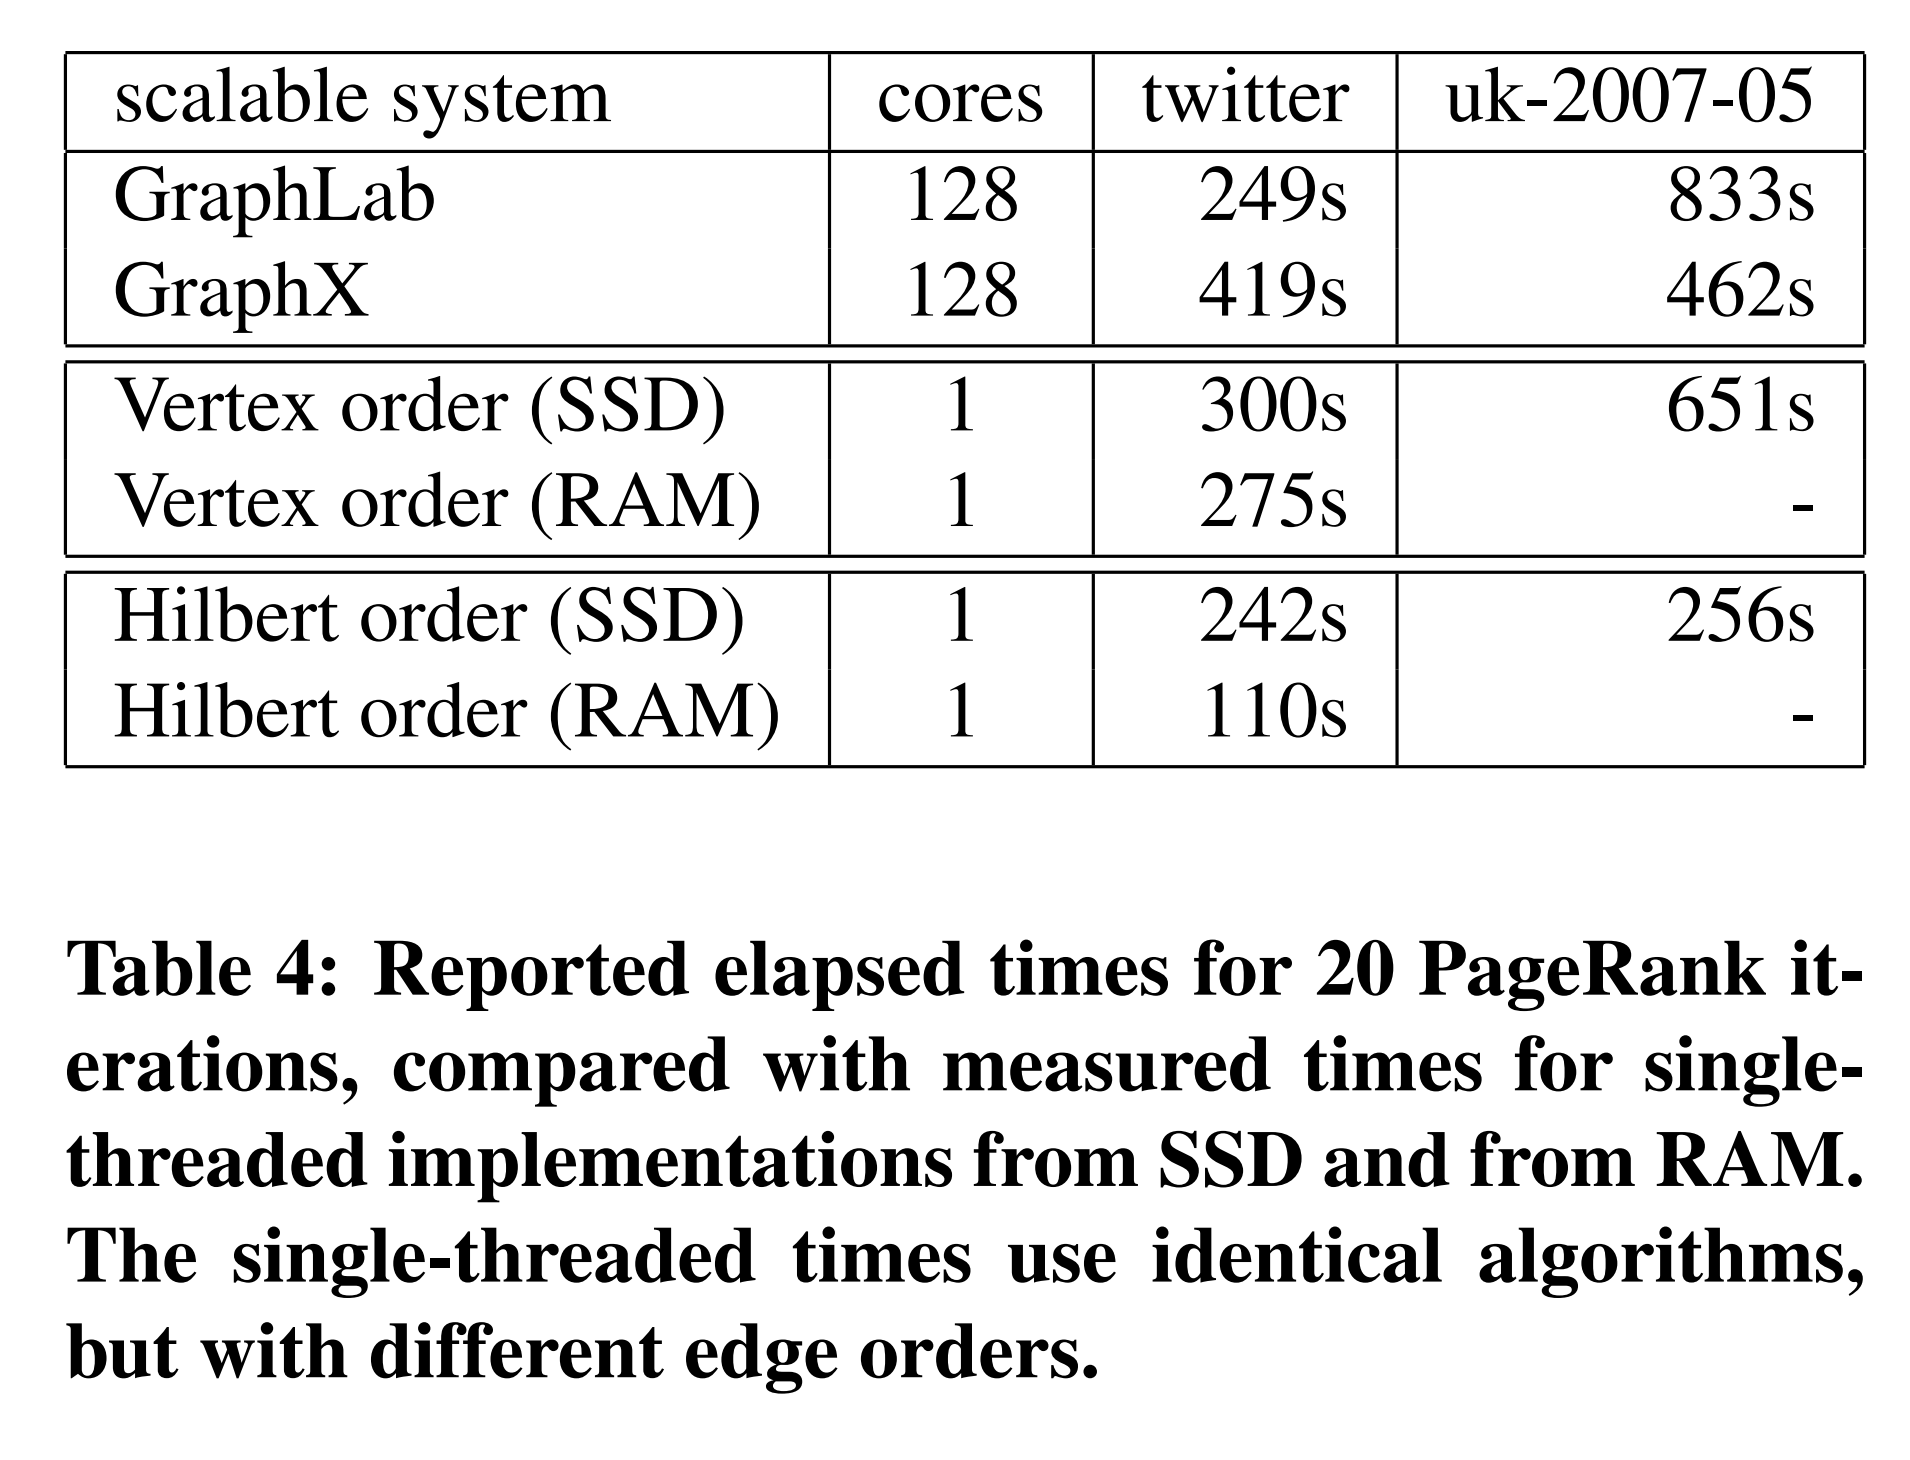 scalable system cores twitter uk-2007-05
GraphLab 128 249s 833s
GraphX 128 419s 462s
Vertex order (SSD) 1 300s 651s
Vertex order (RAM) 1 275s -
Hilbert order (SSD) 1 242s 256s
Hilbert order (RAM) 1 110s -
Table 4: Reported elapsed times for 20 PageRank it-
erations, compared with measured times for single-
threaded implementations from SSD and from RAM.
The single-threaded times use identical algorithms,
but with different edge orders.